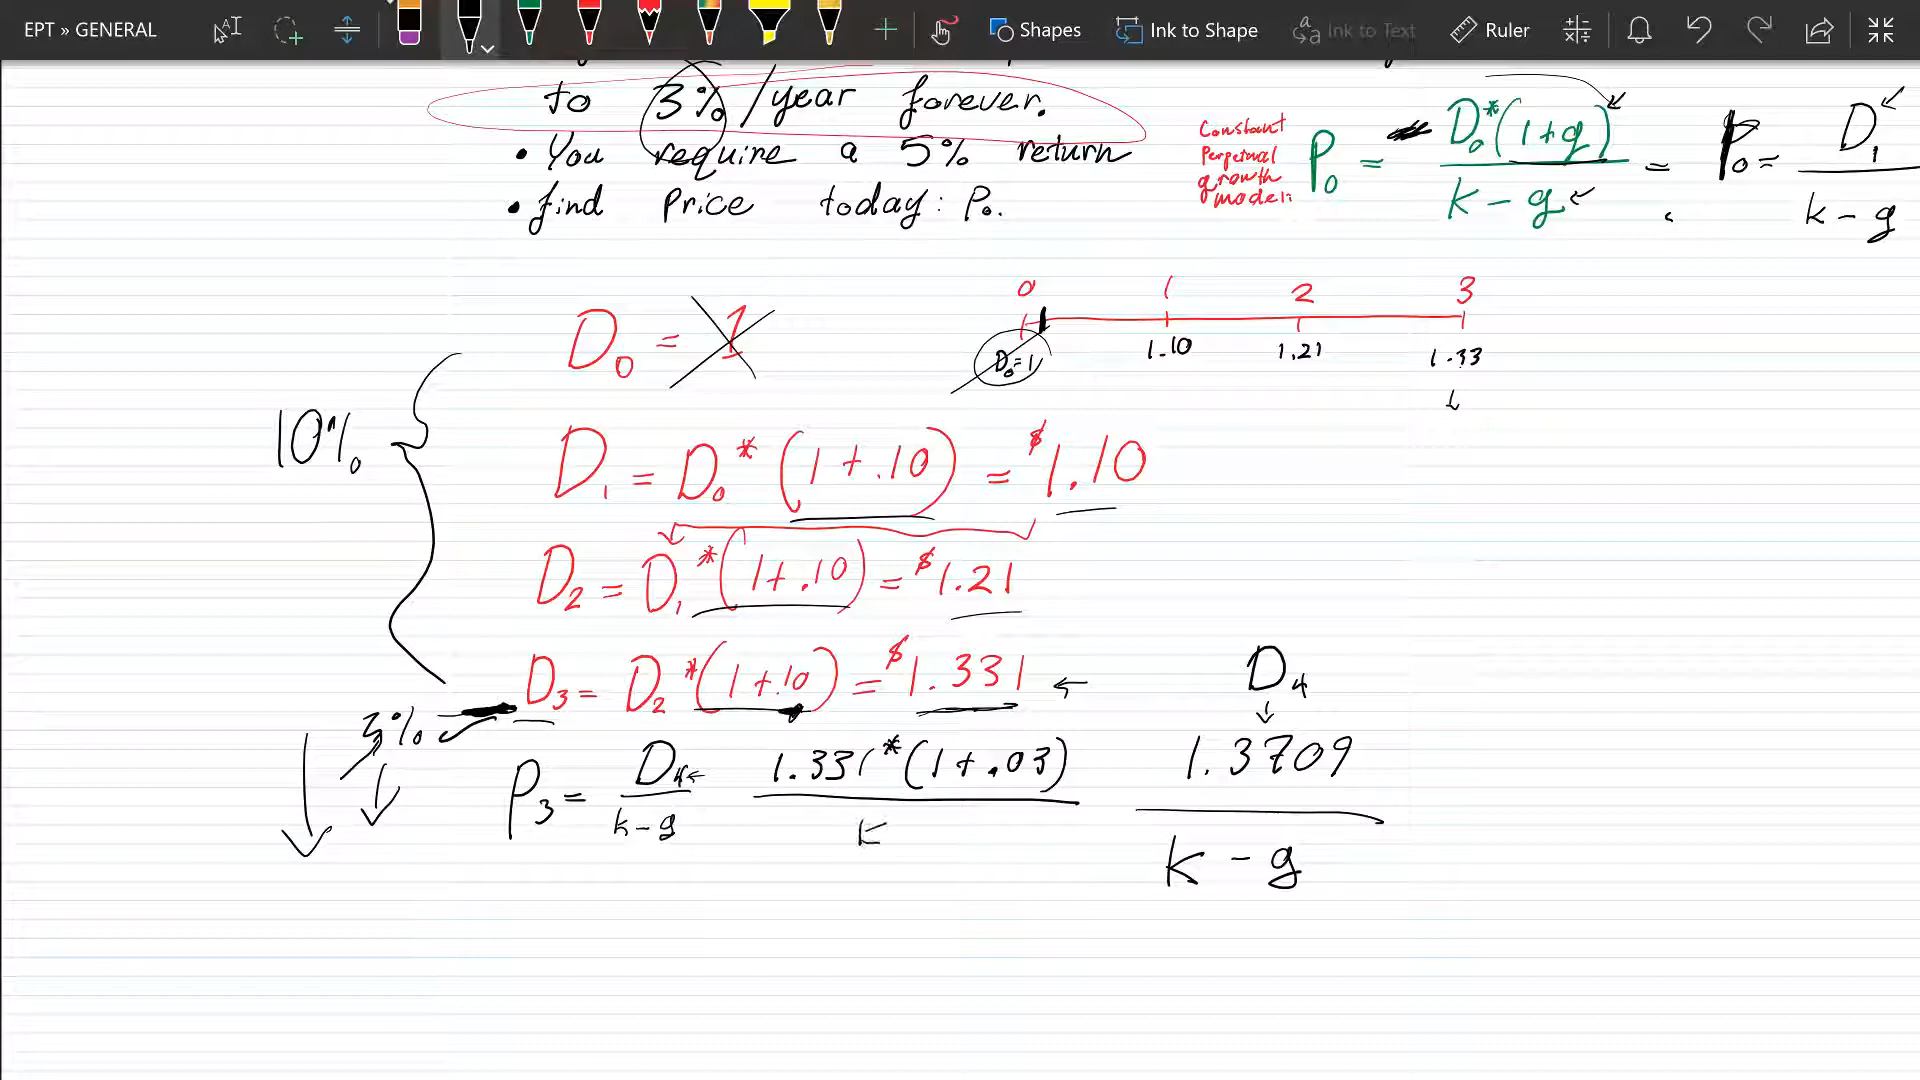 EPT » GENERAL Shapes Ink to Shape Ink to Text Ruler
to 3% /year forever.
• You require a 5% return
• find Price today: P₀.
Constant
Perpetual
growth
model:
P₀ = D₀*(1+g) / k-g = P₀ = D₁ / k-g
0 1 2 3
D₀=1 1.10 1.21 1.33
D₀ = 1
10%
D₁ = D₀*(1+.10) = $1.10
D₂ = D₁*(1+.10) = $1.21
D₃ = D₂*(1+.10) = $1.331
3%
D₄
P₃ = D₄ / k-g 1.331*(1+.03) / K 1.3709 / k-g